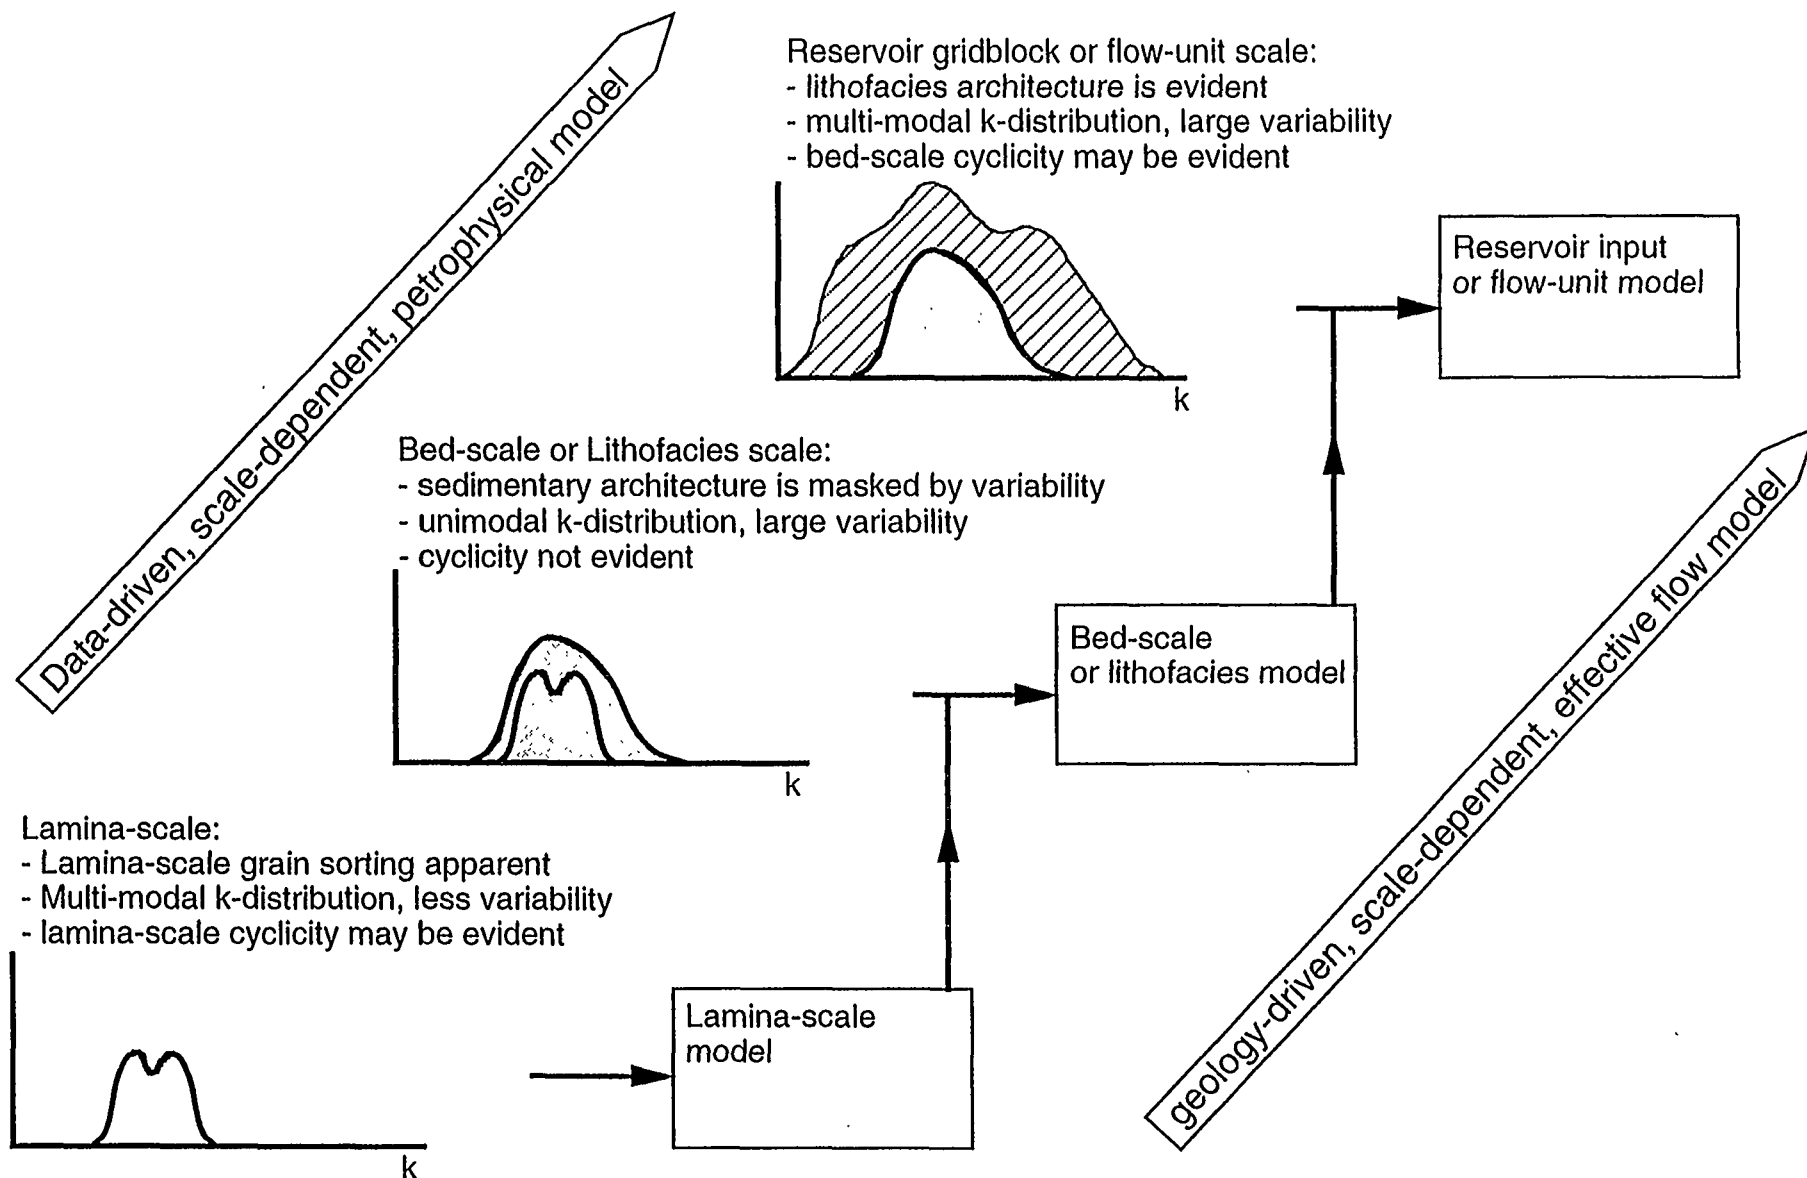 Data-driven, scale-dependent, petrophysical model
Reservoir gridblock or flow-unit scale:
- lithofacies architecture is evident
- multi-modal k-distribution, large variability
- bed-scale cyclicity may be evident
k
Reservoir input
or flow-unit model
Bed-scale or Lithofacies scale:
- sedimentary architecture is masked by variability
- unimodal k-distribution, large variability
- cyclicity not evident
k
Bed-scale
or lithofacies model
Lamina-scale:
- Lamina-scale grain sorting apparent
- Multi-modal k-distribution, less variability
- lamina-scale cyclicity may be evident
k
Lamina-scale
model
geology-driven, scale-dependent, effective flow model